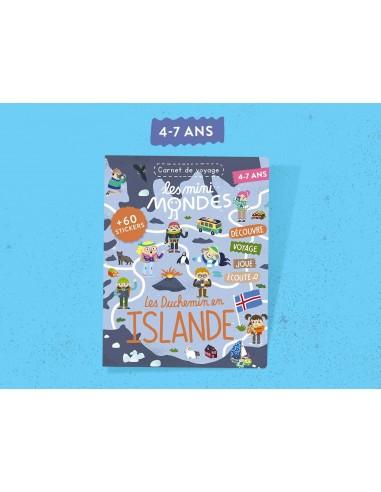 4-7 ANS
Carnet de voyage
4-7 ANS
les mini
MONDES
+60
STICKERS
DÉCOUVRE
VOYAGE
JOUE
ÉCOUTE
les Duchemin en
ISLANDE